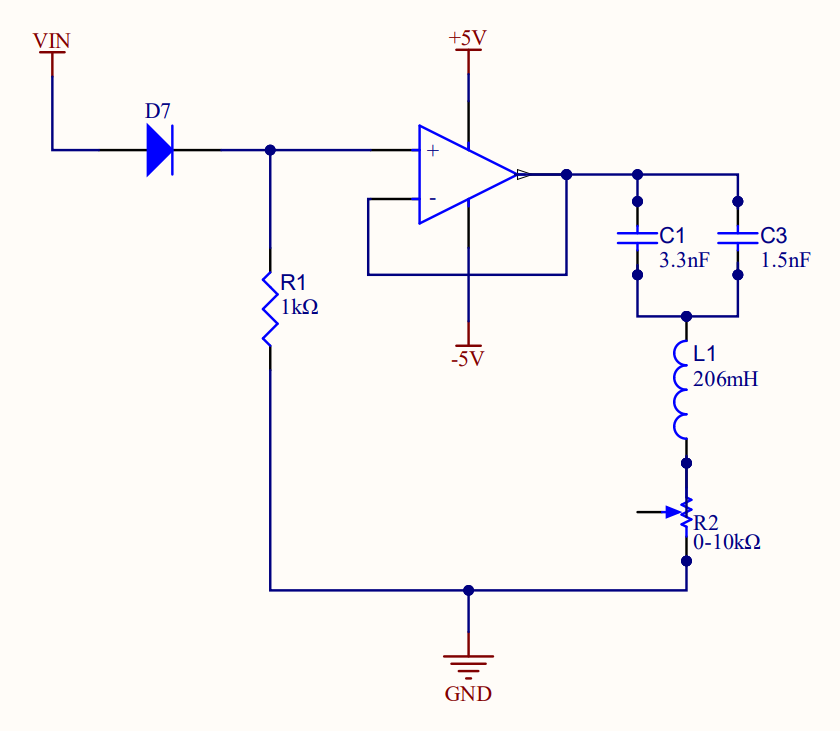 VIN
+5V
D7
+
-
C1
3.3nF
C3
1.5nF
R1
1kΩ
-5V
L1
206mH
R2
0-10kΩ
GND